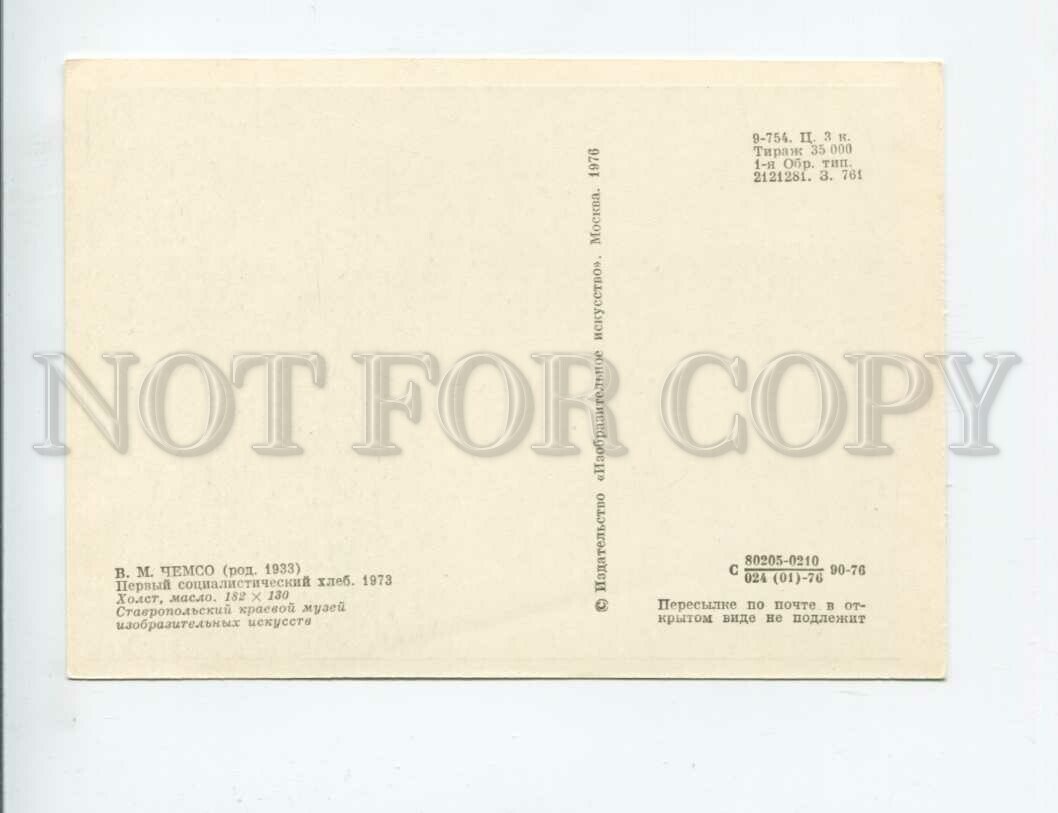 9-754. Ц. 3 к.
Тираж 35 000
1-я Обр. тип.
2121281. З. 761
© Издательство «Изобразительное искусство». Москва. 1976
NOT FOR COPY
В. М. ЧЕМСО (род. 1933)
Первый социалистический хлеб. 1973
Холст, масло. 182 × 130
Ставропольский краевой музей
изобразительных искусств
С 80205-0210 90-76
024 (01)-76
Пересылке по почте в от-
крытом виде не подлежит